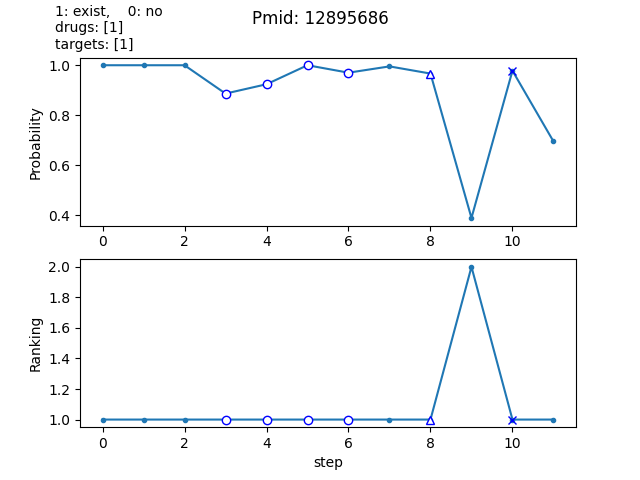 1: exist,    0: no
drugs: [1]
targets: [1]
Pmid: 12895686
Probability
1.0
0.8
0.6
0.4
0 2 4 6 8 10
Ranking
2.0
1.8
1.6
1.4
1.2
1.0
0 2 4 6 8 10
step